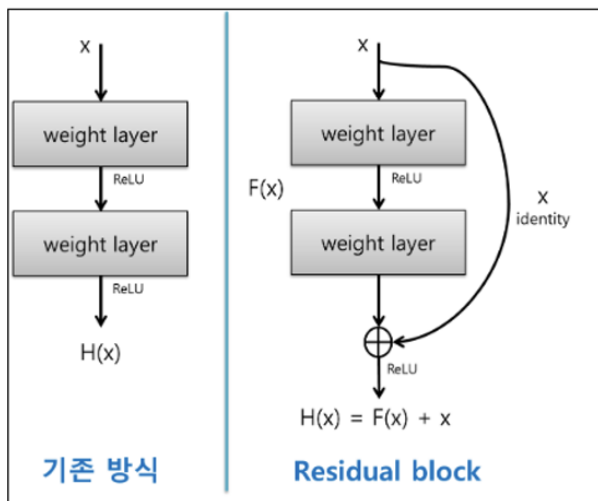 x
weight layer
ReLU
weight layer
ReLU
H(x)
기존 방식
x
weight layer
F(x)
ReLU
x
identity
weight layer
ReLU
H(x) = F(x) + x
Residual block